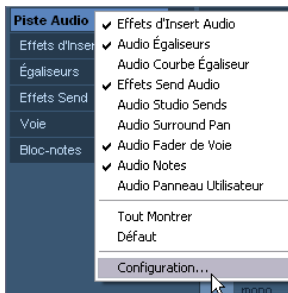 Piste Audio
Effets d'Inser
Égaliseurs
Effets Send
Voie
Bloc-notes
Effets d'Insert Audio
Audio Égaliseurs
Audio Courbe Égaliseur
Effets Send Audio
Audio Studio Sends
Audio Surround Pan
Audio Fader de Voie
Audio Notes
Audio Panneau Utilisateur
Tout Montrer
Défaut
Configuration...
mono